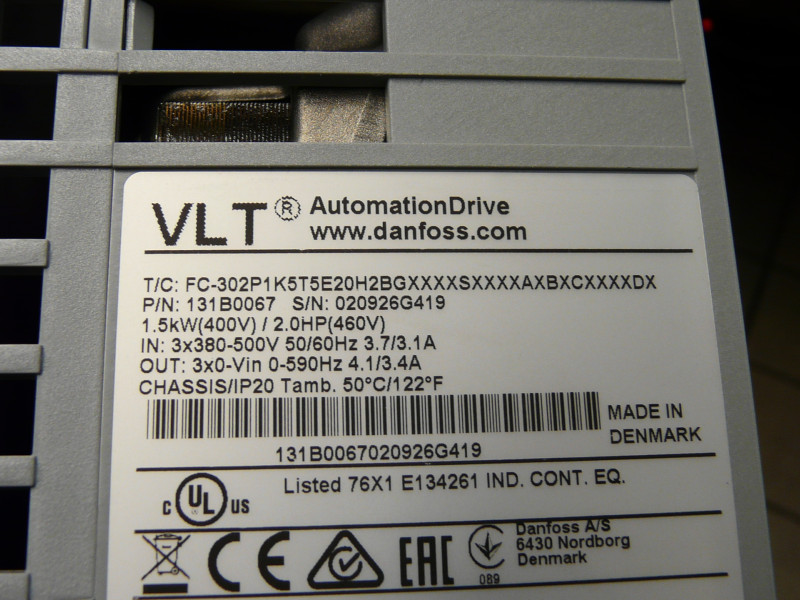 VLT ® AutomationDrive
www.danfoss.com
T/C: FC-302P1K5T5E20H2BGXXXXSXXXXAXBXCXXXXDX
P/N: 131B0067 S/N: 020926G419
1.5kW(400V) / 2.0HP(460V)
IN: 3x380-500V 50/60Hz 3.7/3.1A
OUT: 3x0-Vin 0-590Hz 4.1/3.4A
CHASSIS/IP20 Tamb. 50°C/122°F
MADE IN
DENMARK
131B0067020926G419
c UL US Listed 76X1 E134261 IND. CONT. EQ.
CE EAC 089
Danfoss A/S
6430 Nordborg
Denmark